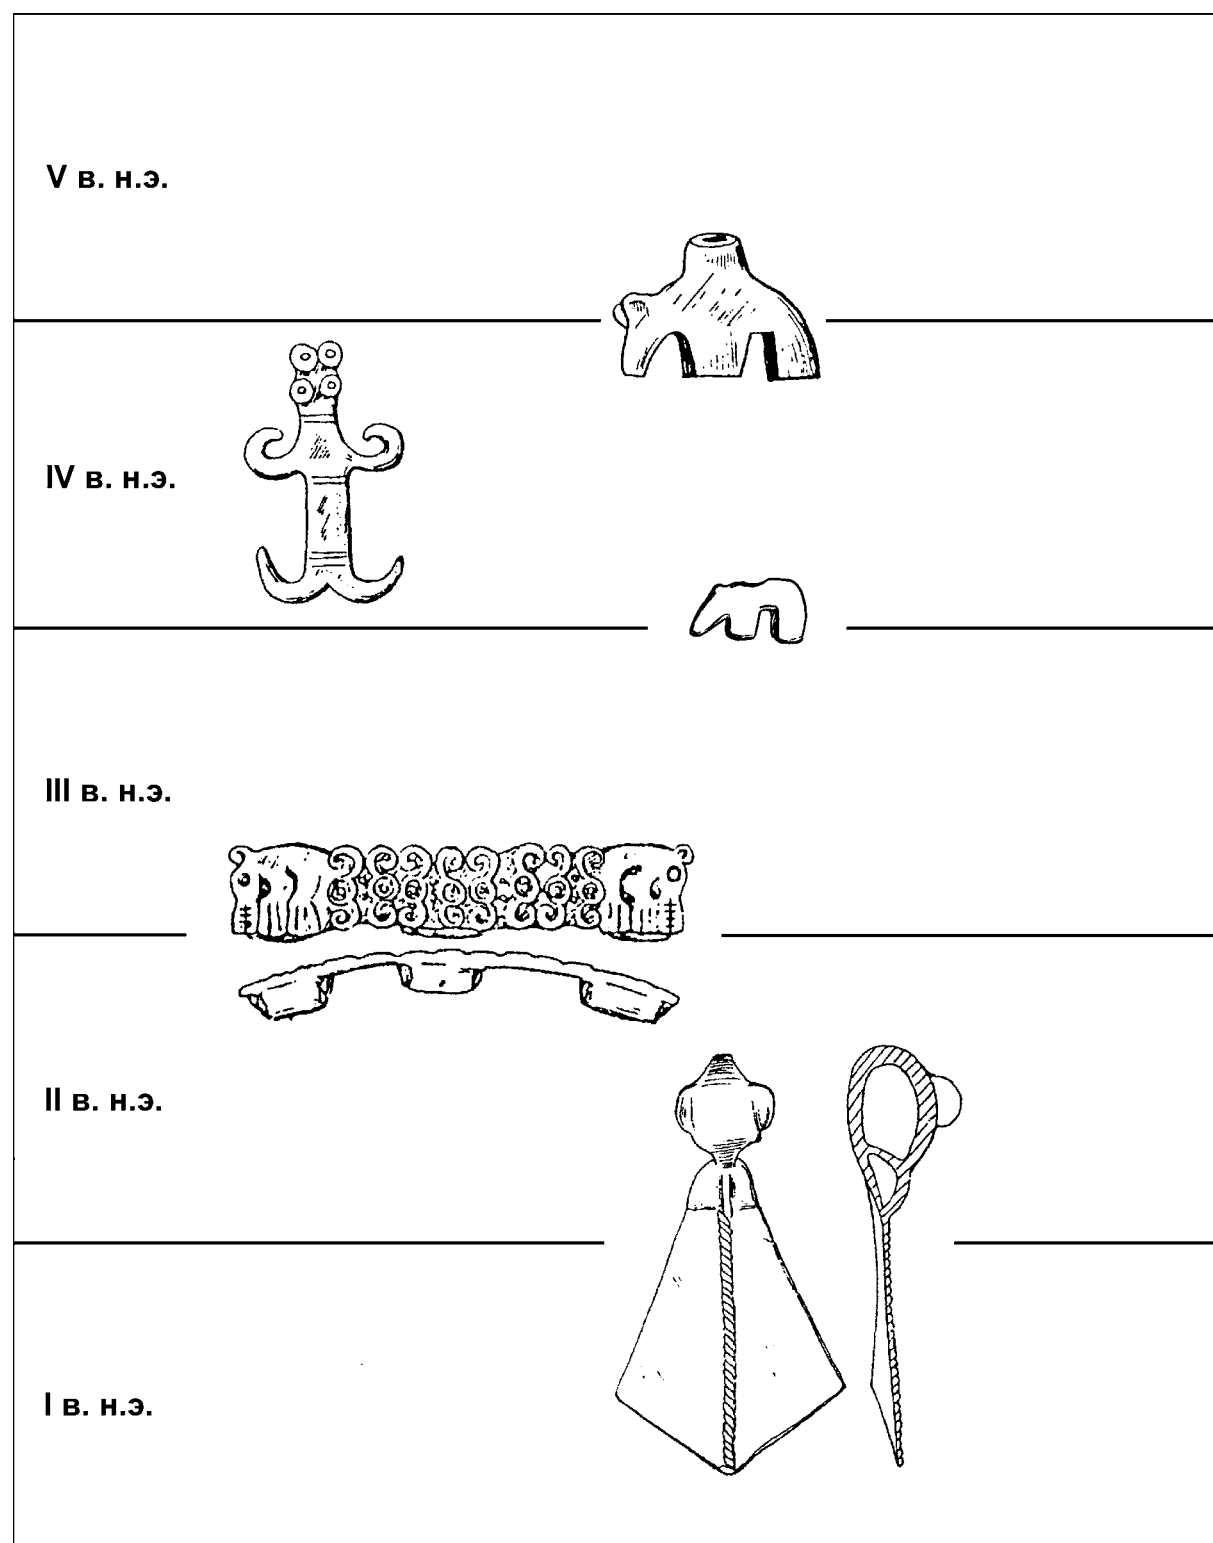 V в. н.э.
IV в. н.э.
III в. н.э.
II в. н.э.
I в. н.э.